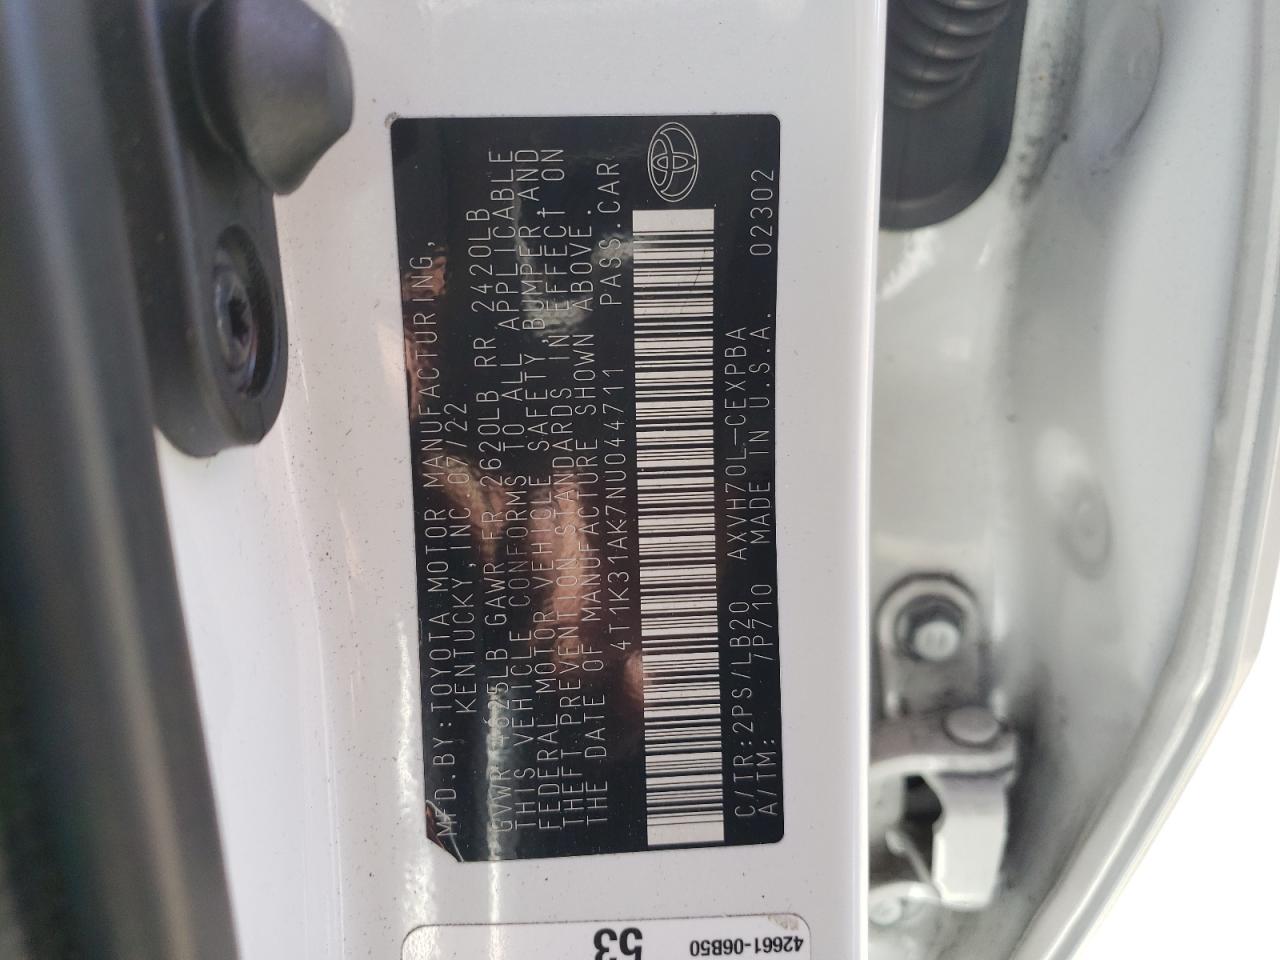 MFD.BY:TOYOTA MOTOR MANUFACTURING,
KENTUCKY,INC 07/22
GVWR 4625LB GAWR FR 2620LB RR 2420LB
THIS VEHICLE CONFORMS TO ALL APPLICABLE
FEDERAL MOTOR VEHICLE SAFETY, BUMPER, AND
THEFT PREVENTION STANDARDS IN EFFECT ON
THE DATE OF MANUFACTURE SHOWN ABOVE.
4T1K31AK7NU044711 PASS.CAR
C/TR:2PS/LB20 AXVH70L-CEXPBA
A/TM: /P710 MADE IN U.S.A. 02302
53
42661-06B50